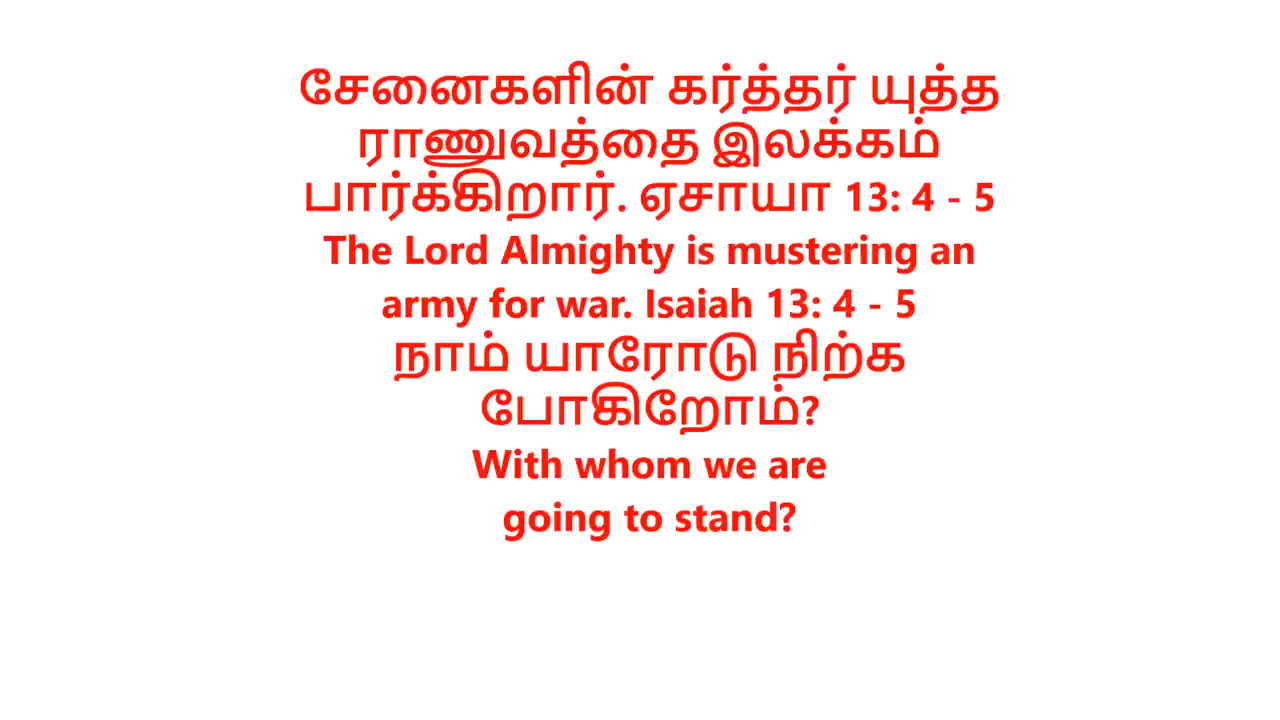 சேனைகளின் கர்த்தர் யுத்த
ராணுவத்தை இலக்கம்
பார்க்கிறார். ஏசாயா 13: 4 - 5
The Lord Almighty is mustering an
army for war. Isaiah 13: 4 - 5
நாம் யாரோடு நிற்க
போகிறோம்?
With whom we are
going to stand?